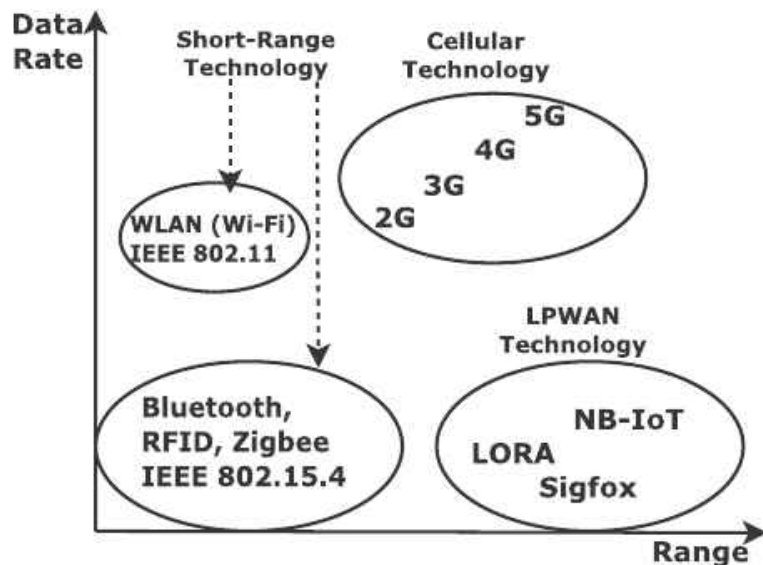 Data
Rate
Short-Range
Technology
Cellular
Technology
5G
4G
3G
2G
WLAN (Wi-Fi)
IEEE 802.11
LPWAN
Technology
Bluetooth,
RFID, Zigbee
IEEE 802.15.4
NB-IoT
LORA
Sigfox
Range